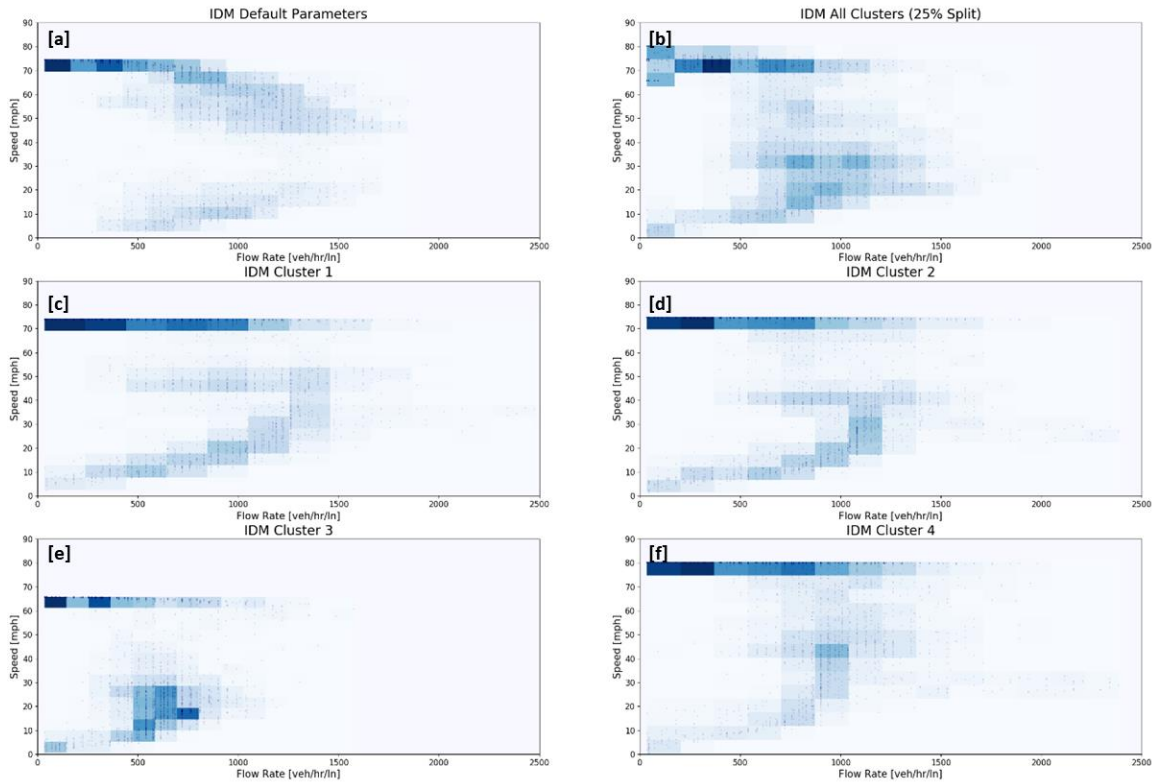 IDM Default Parameters
[a]
90
80
70
60
50
40
30
20
10
0
Speed [mph]
0 500 1000 1500 2000 2500
Flow Rate [veh/hr/ln]
IDM All Clusters (25% Split)
[b]
90
80
70
60
50
40
30
20
10
0
Speed [mph]
0 500 1000 1500 2000 2500
Flow Rate [veh/hr/ln]
IDM Cluster 1
[c]
90
80
70
60
50
40
30
20
10
0
Speed [mph]
0 500 1000 1500 2000 2500
Flow Rate [veh/hr/ln]
IDM Cluster 2
[d]
90
80
70
60
50
40
30
20
10
0
Speed [mph]
0 500 1000 1500 2000 2500
Flow Rate [veh/hr/ln]
IDM Cluster 3
[e]
90
80
70
60
50
40
30
20
10
0
Speed [mph]
0 500 1000 1500 2000 2500
Flow Rate [veh/hr/ln]
IDM Cluster 4
[f]
90
80
70
60
50
40
30
20
10
0
Speed [mph]
0 500 1000 1500 2000 2500
Flow Rate [veh/hr/ln]